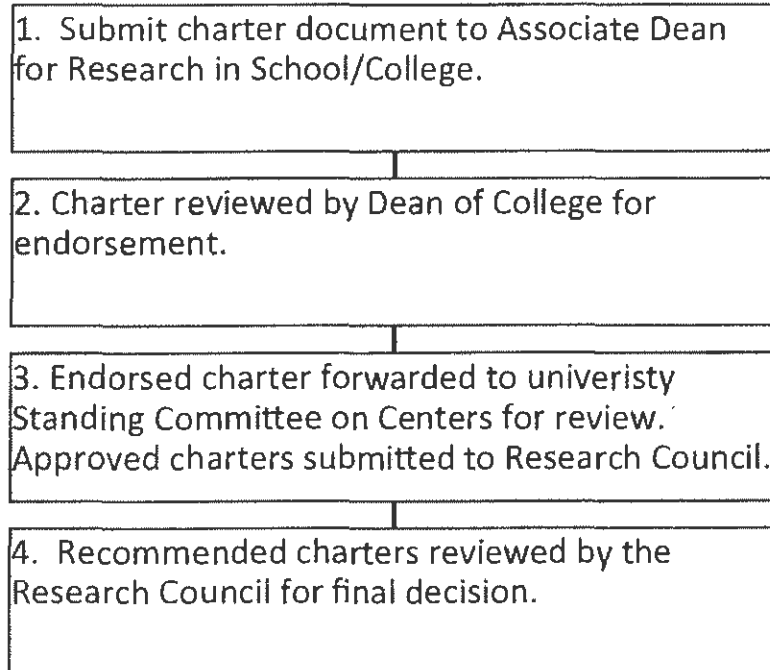 1. Submit charter document to Associate Dean
for Research in School/College.
2. Charter reviewed by Dean of College for
endorsement.
3. Endorsed charter forwarded to univeristy
Standing Committee on Centers for review.
Approved charters submitted to Research Council.
4. Recommended charters reviewed by the
Research Council for final decision.